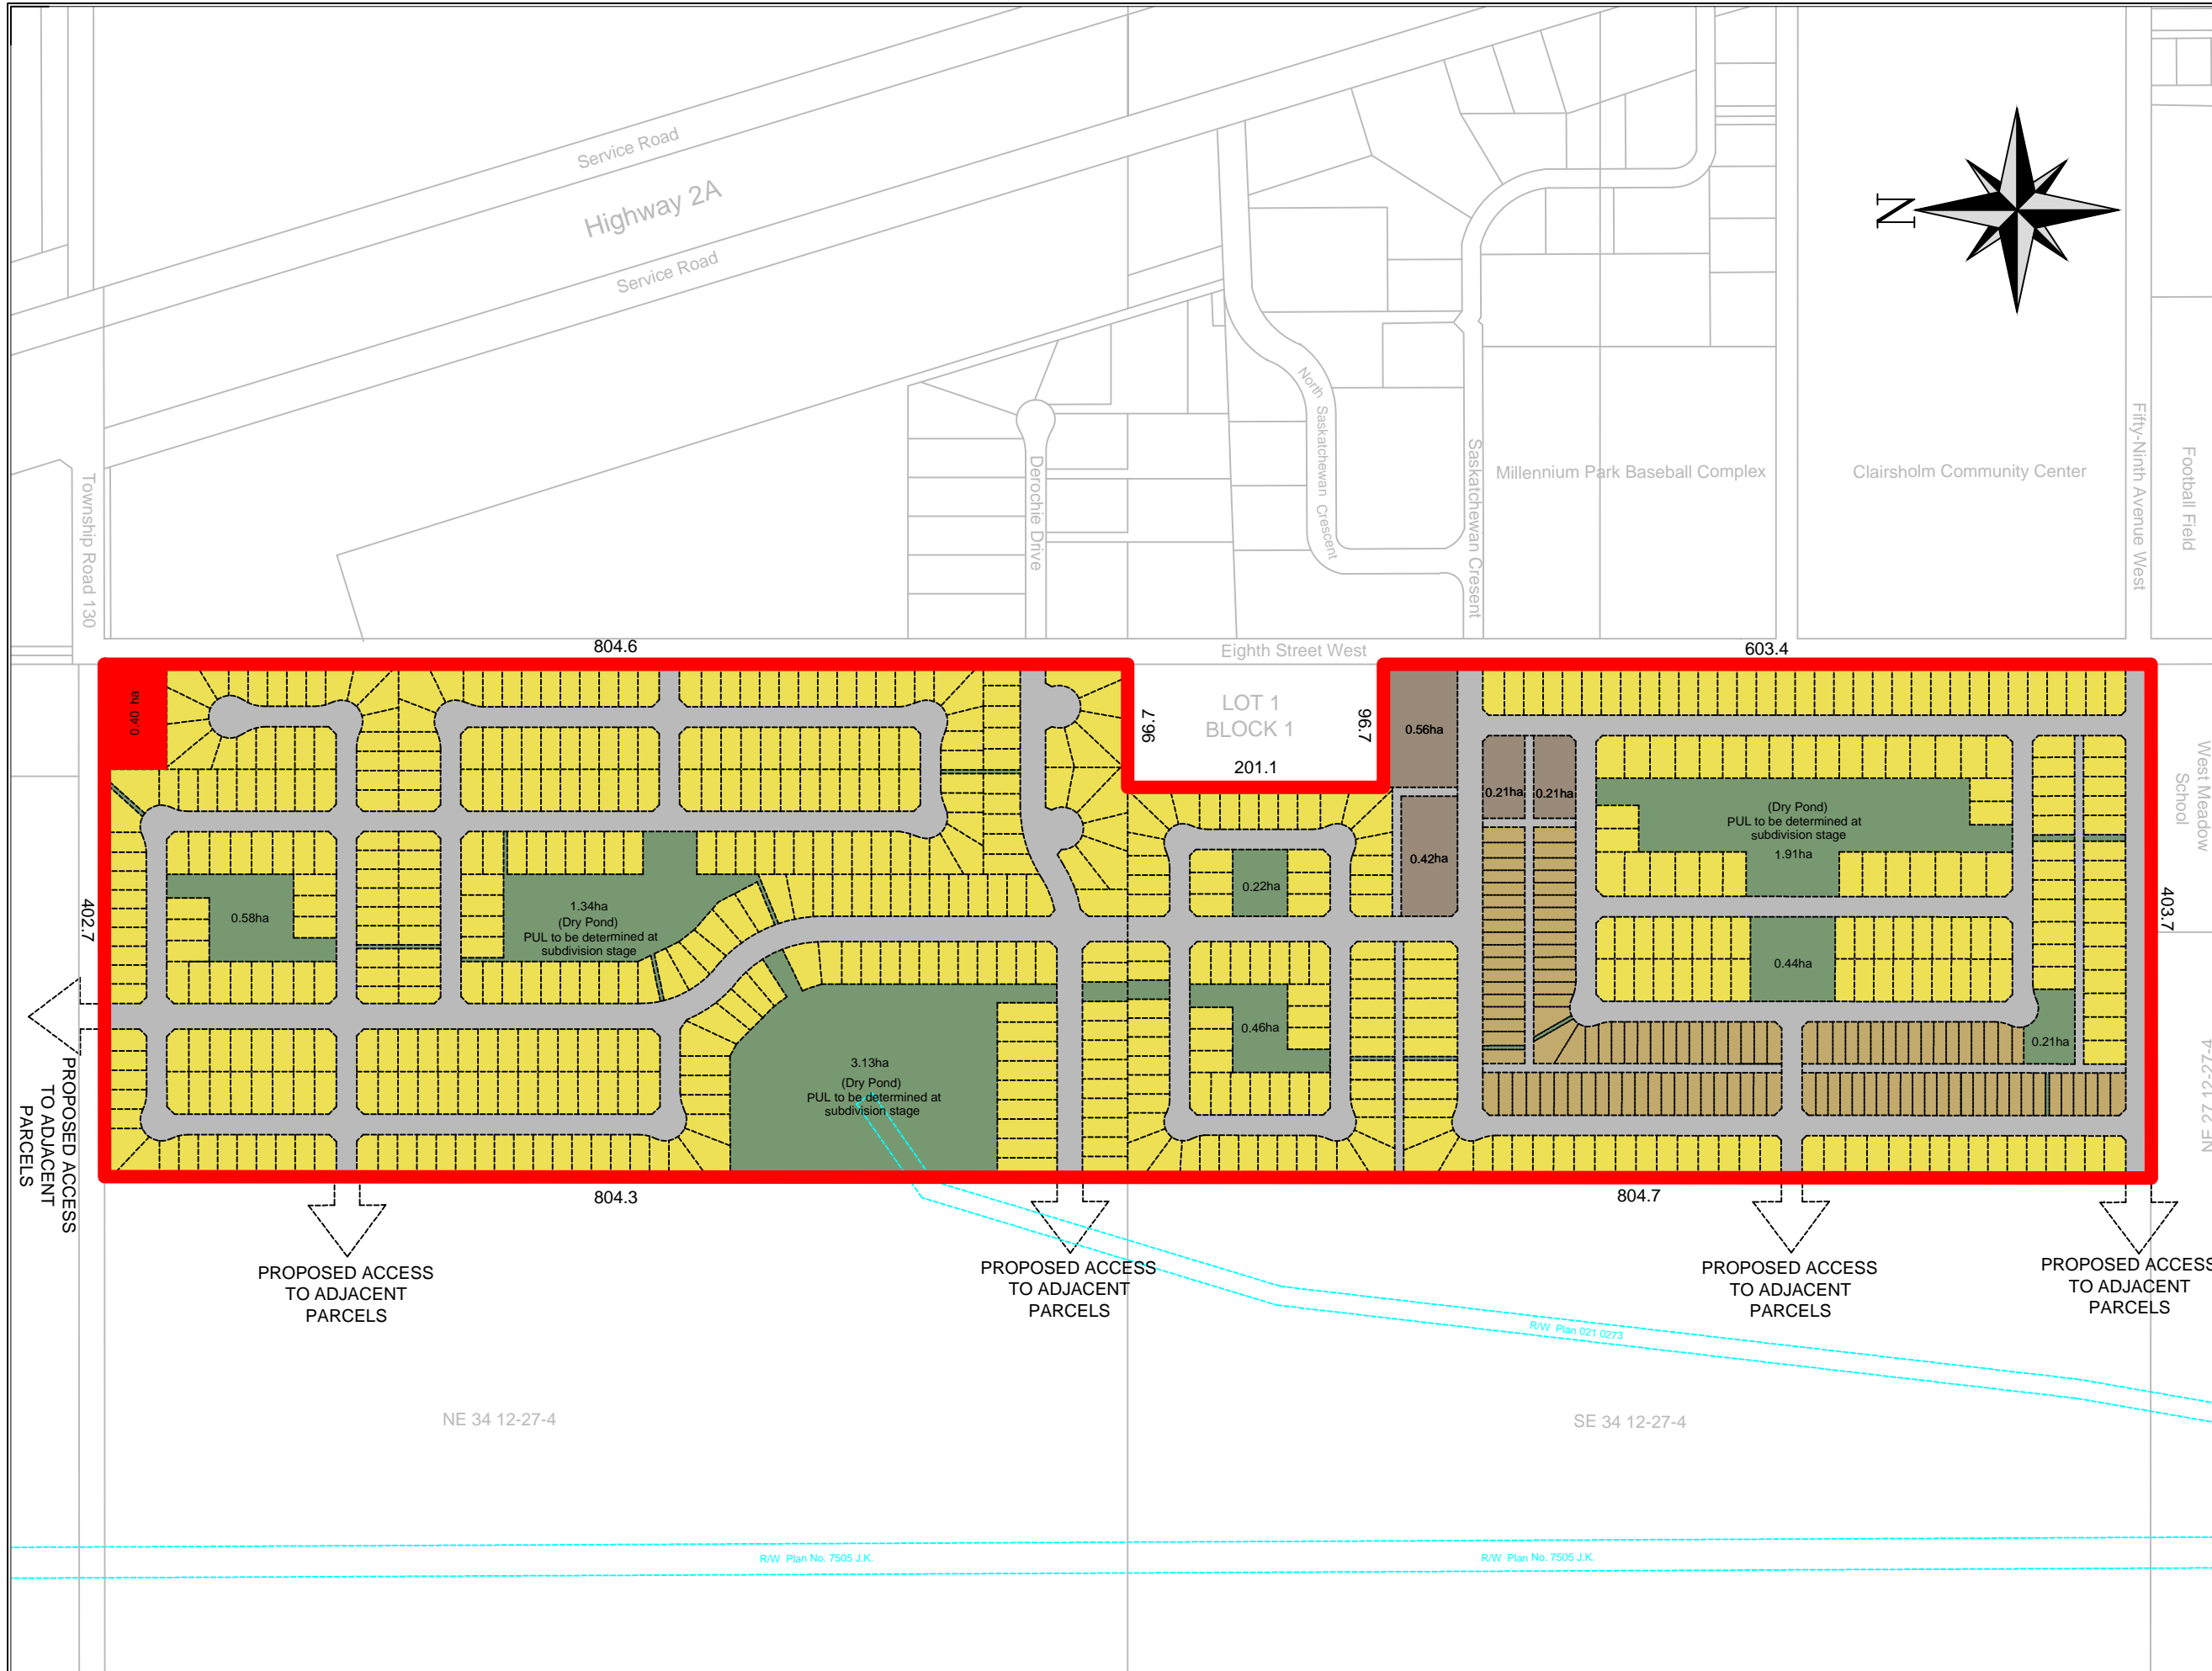 Service Road
Highway 2A
Service Road
N
Township Road 130
Derochie Drive
North Saskatchewan Crescent
Saskatchewan Cresent
Millennium Park Baseball Complex
Clairsholm Community Center
Fifty-Ninth Avenue West
Football Field
804.6
Eighth Street West
603.4
0.40 ha
LOT 1
BLOCK 1
96.7
96.7
201.1
0.56ha
0.21ha
0.21ha
0.42ha
(Dry Pond)
PUL to be determined at
subdivision stage
1.91ha
West Meadow
School
402.7
0.58ha
1.34ha
(Dry Pond)
PUL to be determined at
subdivision stage
0.22ha
0.44ha
403.7
3.13ha
(Dry Pond)
PUL to be determined at
subdivision stage
0.46ha
0.21ha
NE 27 12-27-4
PROPOSED ACCESS
TO ADJACENT
PARCELS
804.3
804.7
PROPOSED ACCESS
TO ADJACENT
PARCELS
PROPOSED ACCESS
TO ADJACENT
PARCELS
PROPOSED ACCESS
TO ADJACENT
PARCELS
PROPOSED ACCESS
TO ADJACENT
PARCELS
R/W Plan 021 0273
NE 34 12-27-4
SE 34 12-27-4
R/W Plan No. 7505 J.K.
R/W Plan No. 7505 J.K.